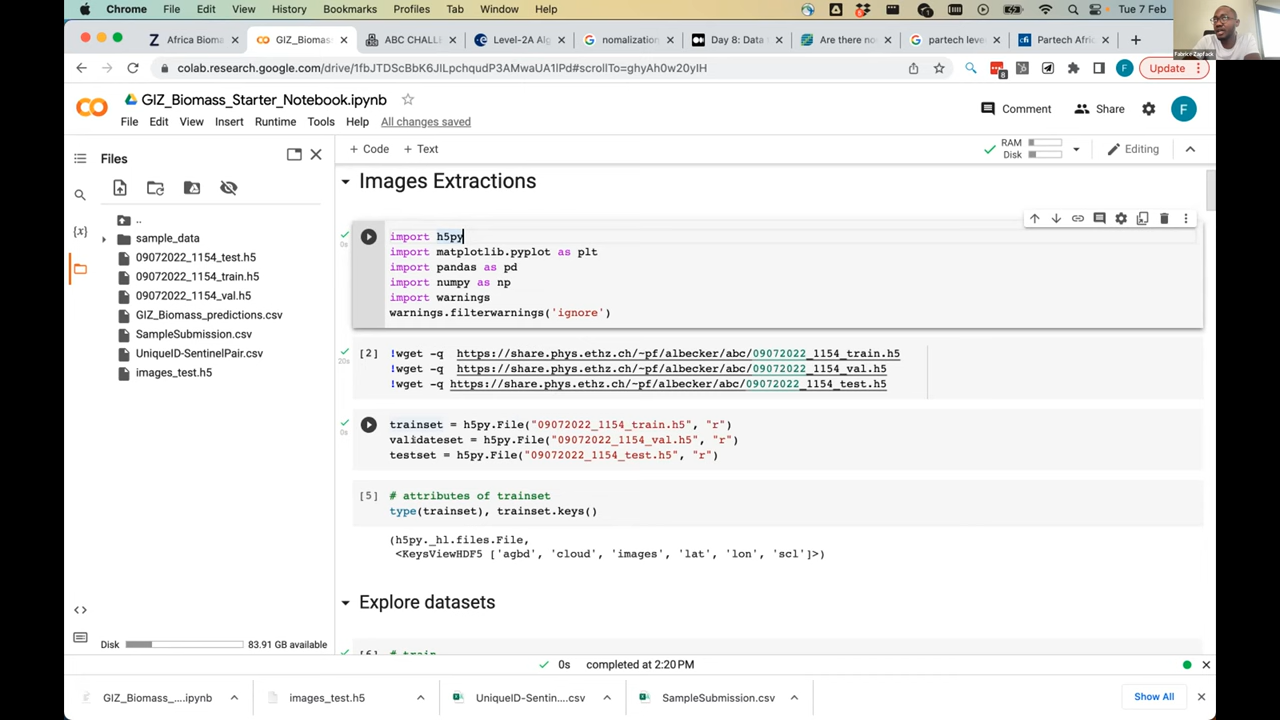 Chrome File Edit View History Bookmarks Profiles Tab Window Help Tue 7 Feb
Africa Bioma GIZ_Biomas ABC CHALL Level-2A Alg nomalization Day 8: Data Are there no partech leve Partech Afric
colab.research.google.com
Update
GIZ_Biomass_Starter_Notebook.ipynb
Comment Share F
File Edit View Insert Runtime Tools Help All changes saved
Files
+ Code + Text
RAM
Disk
Editing
..
sample_data
09072022_1154_test.h5
09072022_1154_train.h5
09072022_1154_val.h5
GIZ_Biomass_predictions.csv
SampleSubmission.csv
UniqueID-SentinelPair.csv
images_test.h5
Disk 83.91 GB available
Images Extractions
0s
import h5py
import matplotlib.pyplot as plt
import pandas as pd
import numpy as np
import warnings
warnings.filterwarnings('ignore')
[2] !wget -q https://share.phys.ethz.ch/~pf/albecker/abc/09072022_1154_train.h5
20s !wget -q https://share.phys.ethz.ch/~pf/albecker/abc/09072022_1154_val.h5
!wget -q https://share.phys.ethz.ch/~pf/albecker/abc/09072022_1154_test.h5
trainset = h5py.File("09072022_1154_train.h5", "r")
0s validateset = h5py.File("09072022_1154_val.h5", "r")
testset = h5py.File("09072022_1154_test.h5", "r")
[5] # attributes of trainset
type(trainset), trainset.keys()
(h5py._hl.files.File,
<KeysViewHDF5 ['agbd', 'cloud', 'images', 'lat', 'lon', 'scl']>)
Explore datasets
[6] # train
0s completed at 2:20 PM
GIZ_Biomass_....ipynb images_test.h5 UniqueID-Sentin....csv SampleSubmission.csv Show All
Fabrice Zapfack